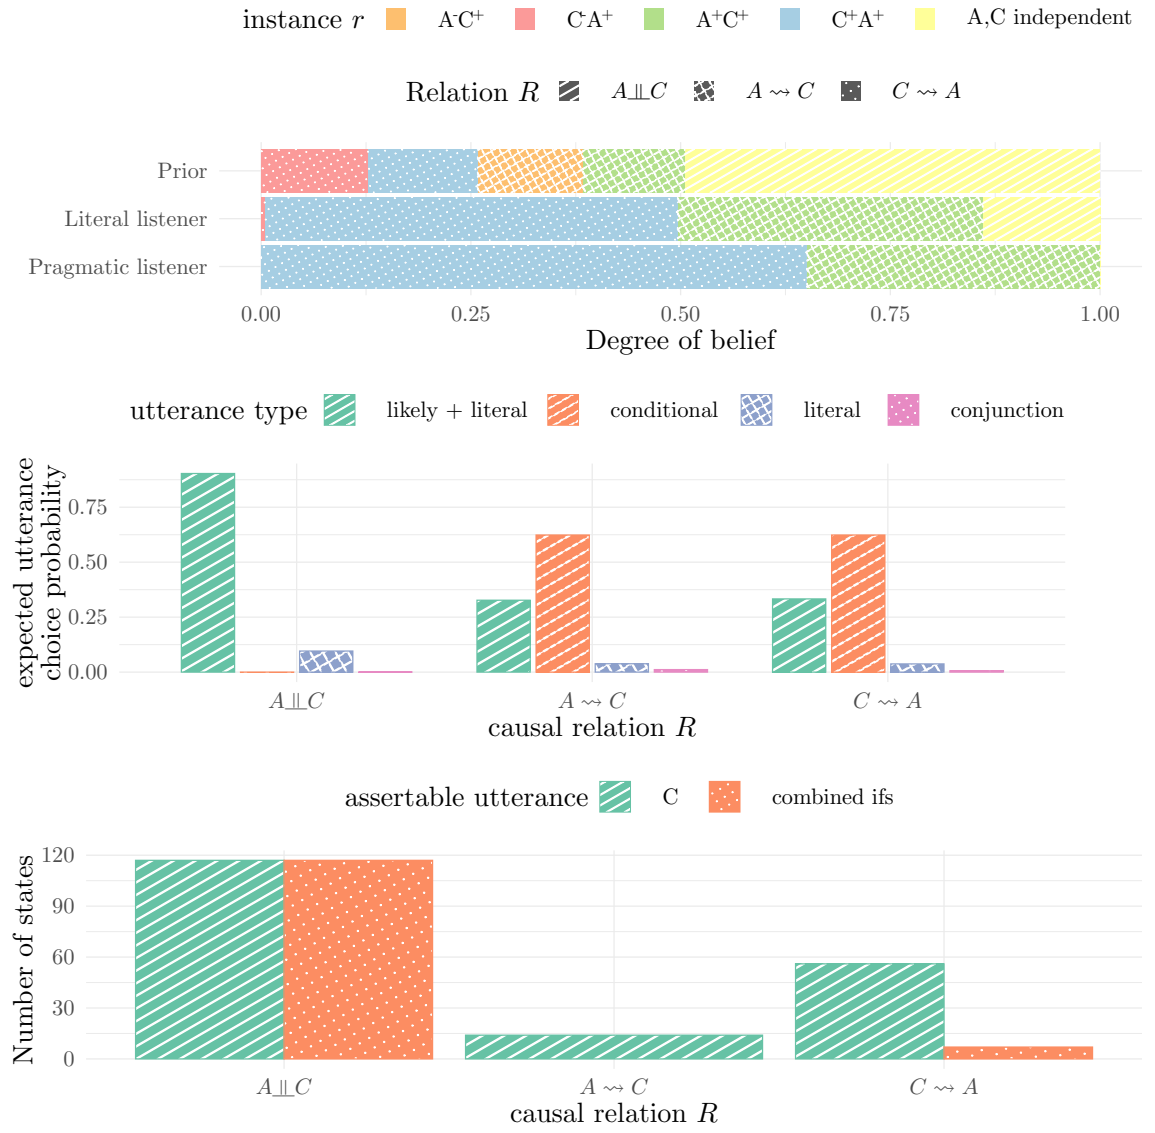 instance r A⁻C⁺ C⁻A⁺ A⁺C⁺ C⁺A⁺ A,C independent
Relation R A⫫C A ⇝ C C ⇝ A
Prior
Literal listener
Pragmatic listener
0.00 0.25 0.50 0.75 1.00
Degree of belief
utterance type likely + literal conditional literal conjunction
expected utterance
choice probability
0.75
0.50
0.25
0.00
A⫫C A ⇝ C C ⇝ A
causal relation R
assertable utterance C combined ifs
Number of states
120
90
60
30
0
A⫫C A ⇝ C C ⇝ A
causal relation R